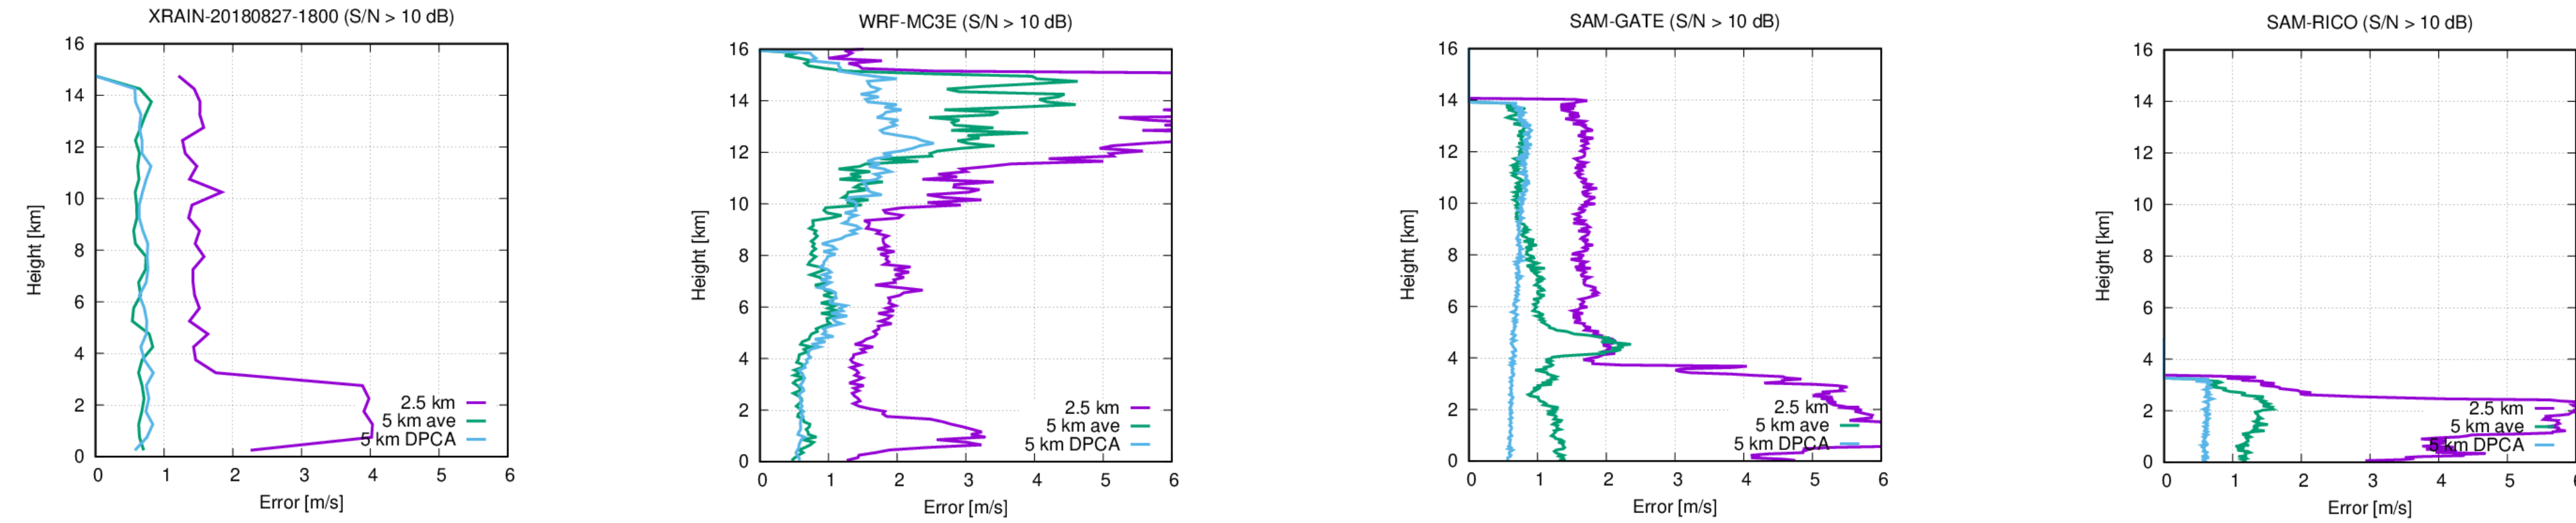 XRAIN-20180827-1800 (S/N > 10 dB)
16
14
12
10
8
6
4
2
0
Height [km]
2.5 km
5 km ave
5 km DPCA
0 1 2 3 4 5 6
Error [m/s]
WRF-MC3E (S/N > 10 dB)
16
14
12
10
8
6
4
2
0
Height [km]
2.5 km
5 km ave
5 km DPCA
0 1 2 3 4 5 6
Error [m/s]
SAM-GATE (S/N > 10 dB)
16
14
12
10
8
6
4
2
0
Height [km]
2.5 km
5 km ave
5 km DPCA
0 1 2 3 4 5 6
Error [m/s]
SAM-RICO (S/N > 10 dB)
16
14
12
10
8
6
4
2
0
Height [km]
2.5 km
5 km ave
5 km DPCA
0 1 2 3 4 5
Error [m/s]